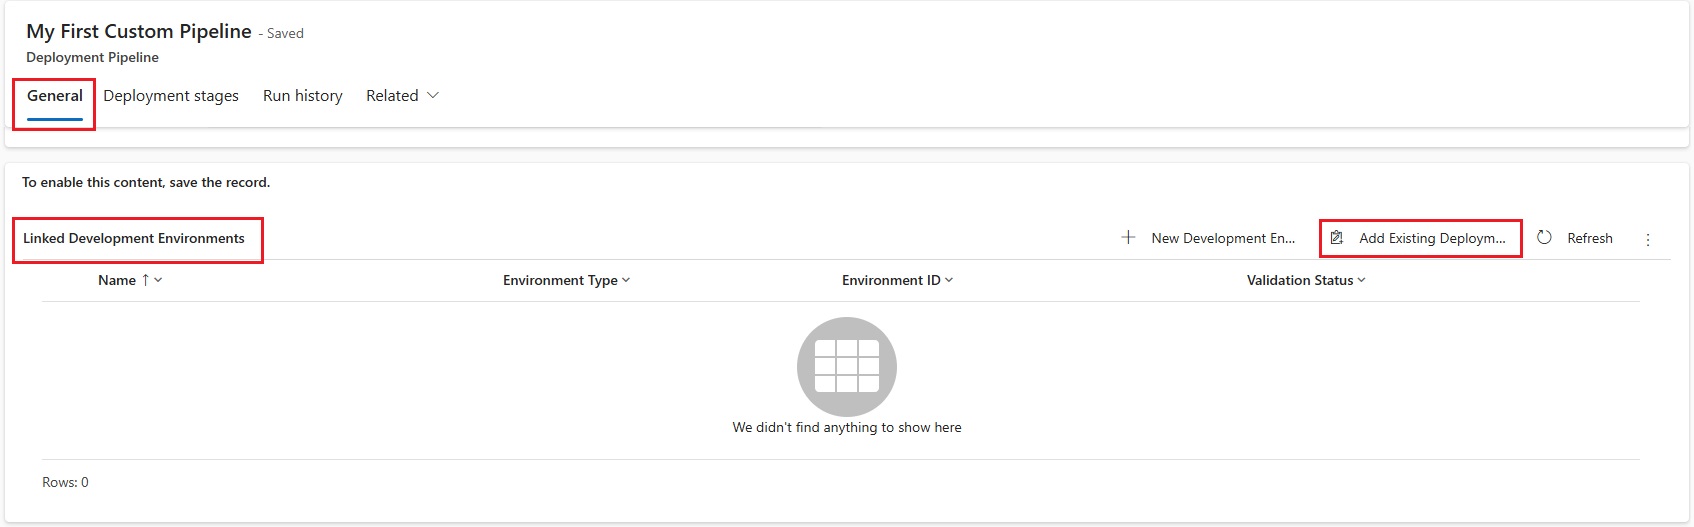 My First Custom Pipeline - Saved
Deployment Pipeline
General Deployment stages Run history Related
To enable this content, save the record.
Linked Development Environments New Development En... Add Existing Deploym... Refresh
Name Environment Type Environment ID Validation Status
We didn't find anything to show here
Rows: 0